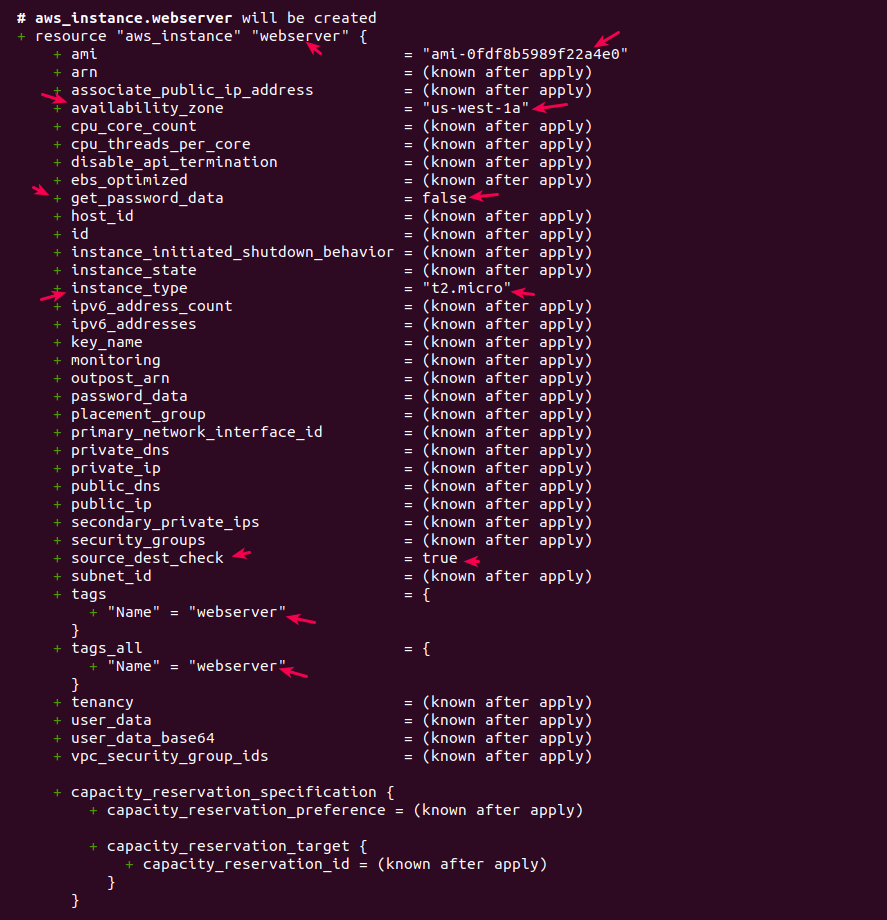 # aws_instance.webserver will be created
+ resource "aws_instance" "webserver" {
+ ami = "ami-0fdf8b5989f22a4e0"
+ arn = (known after apply)
+ associate_public_ip_address = (known after apply)
+ availability_zone = "us-west-1a"
+ cpu_core_count = (known after apply)
+ cpu_threads_per_core = (known after apply)
+ disable_api_termination = (known after apply)
+ ebs_optimized = (known after apply)
+ get_password_data = false
+ host_id = (known after apply)
+ id = (known after apply)
+ instance_initiated_shutdown_behavior = (known after apply)
+ instance_state = (known after apply)
+ instance_type = "t2.micro"
+ ipv6_address_count = (known after apply)
+ ipv6_addresses = (known after apply)
+ key_name = (known after apply)
+ monitoring = (known after apply)
+ outpost_arn = (known after apply)
+ password_data = (known after apply)
+ placement_group = (known after apply)
+ primary_network_interface_id = (known after apply)
+ private_dns = (known after apply)
+ private_ip = (known after apply)
+ public_dns = (known after apply)
+ public_ip = (known after apply)
+ secondary_private_ips = (known after apply)
+ security_groups = (known after apply)
+ source_dest_check = true
+ subnet_id = (known after apply)
+ tags = {
+ "Name" = "webserver"
}
+ tags_all = {
+ "Name" = "webserver"
}
+ tenancy = (known after apply)
+ user_data = (known after apply)
+ user_data_base64 = (known after apply)
+ vpc_security_group_ids = (known after apply)
+ capacity_reservation_specification {
+ capacity_reservation_preference = (known after apply)
+ capacity_reservation_target {
+ capacity_reservation_id = (known after apply)
}
}